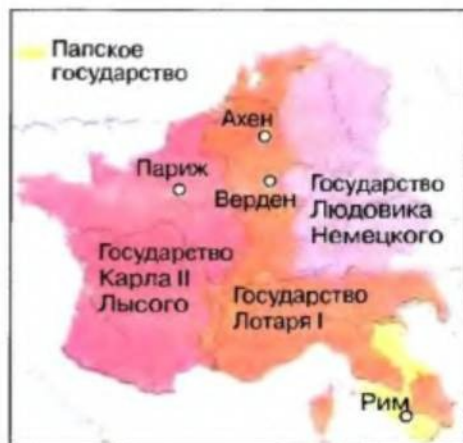 Папское
государство
Ахен
Париж
Верден
Государство
Людовика
Немецкого
Государство
Карла II
Лысого
Государство
Лотаря I
Рим